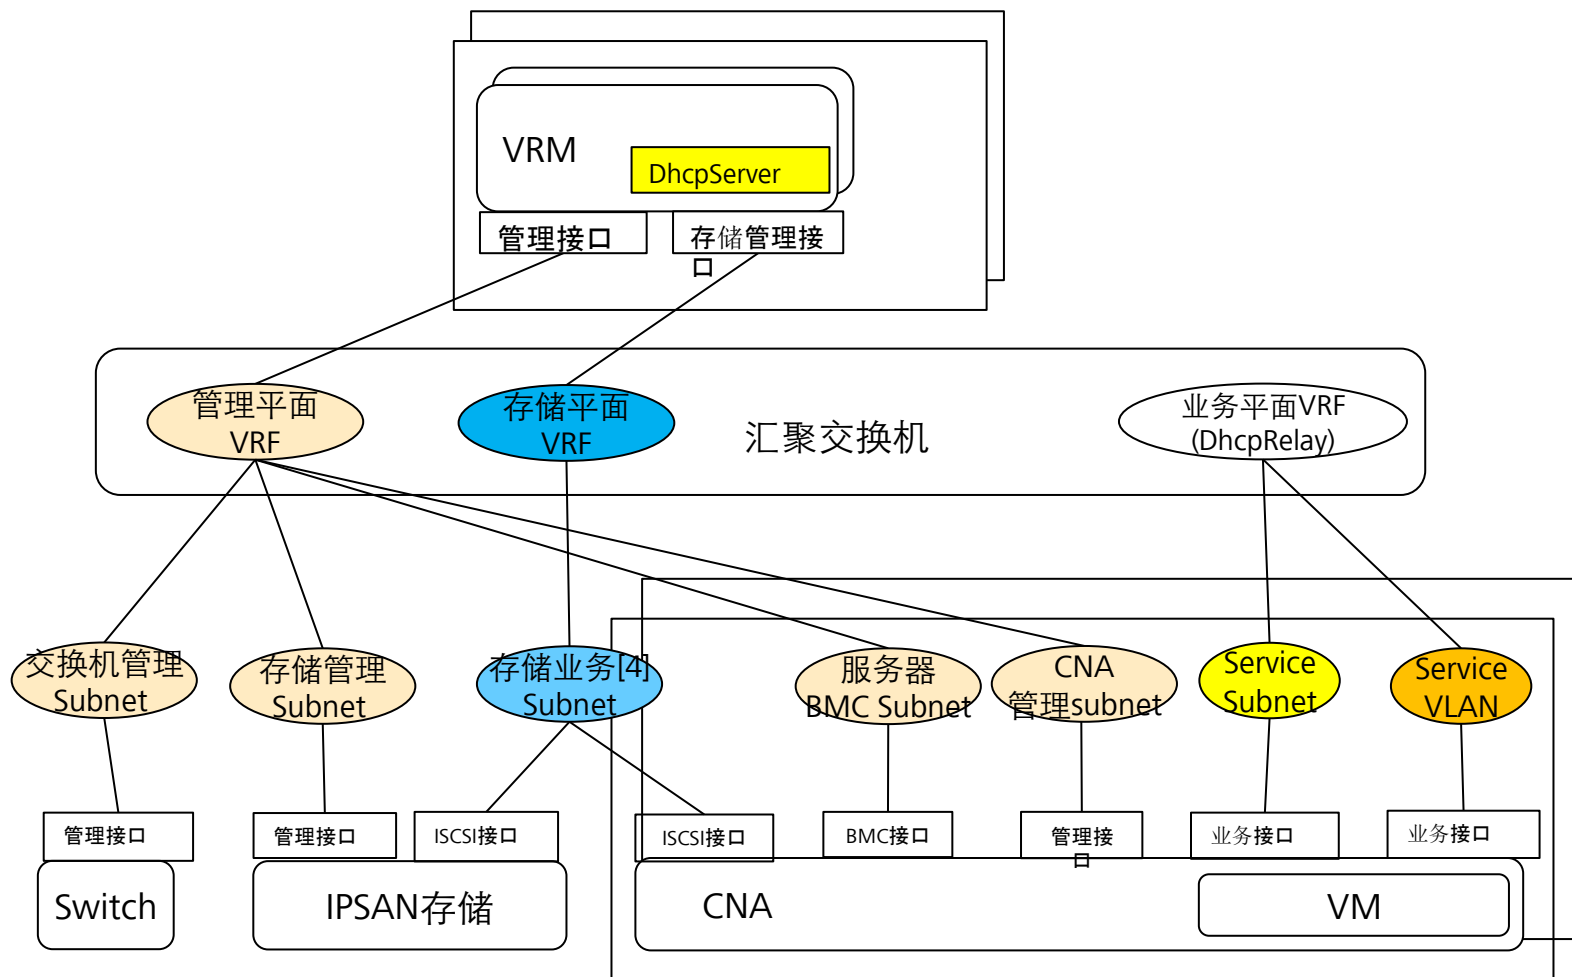 VRM
DhcpServer
管理接口
存储管理接
口
管理平面
VRF
存储平面
VRF
汇聚交换机
业务平面VRF
(DhcpRelay)
交换机管理
Subnet
存储管理
Subnet
存储业务[4]
Subnet
服务器
BMC Subnet
CNA
管理subnet
Service
Subnet
Service
VLAN
管理接口
管理接口
ISCSI接口
ISCSI接口
BMC接口
管理接
口
业务接口
业务接口
Switch
IPSAN存储
CNA
VM